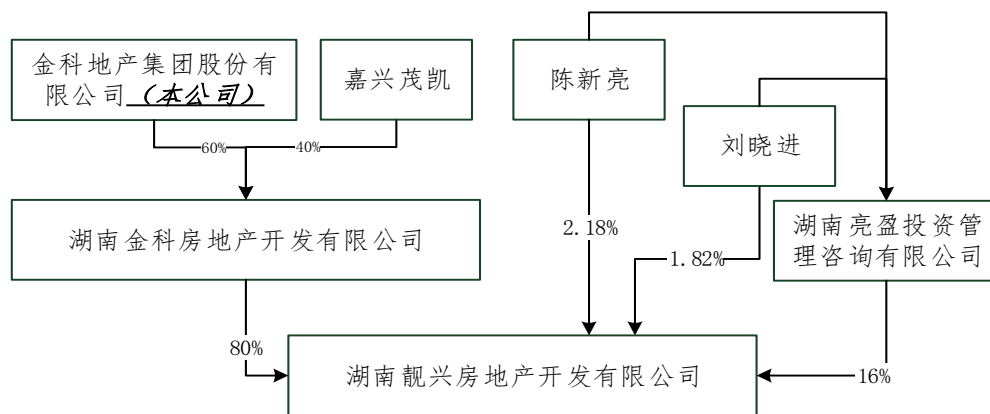 金科地产集团股份有
限公司（本公司）
嘉兴茂凯
陈新亮
刘晓进
60%
40%
湖南金科房地产开发有限公司
2.18%
1.82%
湖南亮盈投资管
理咨询有限公司
80%
湖南靓兴房地产开发有限公司
16%